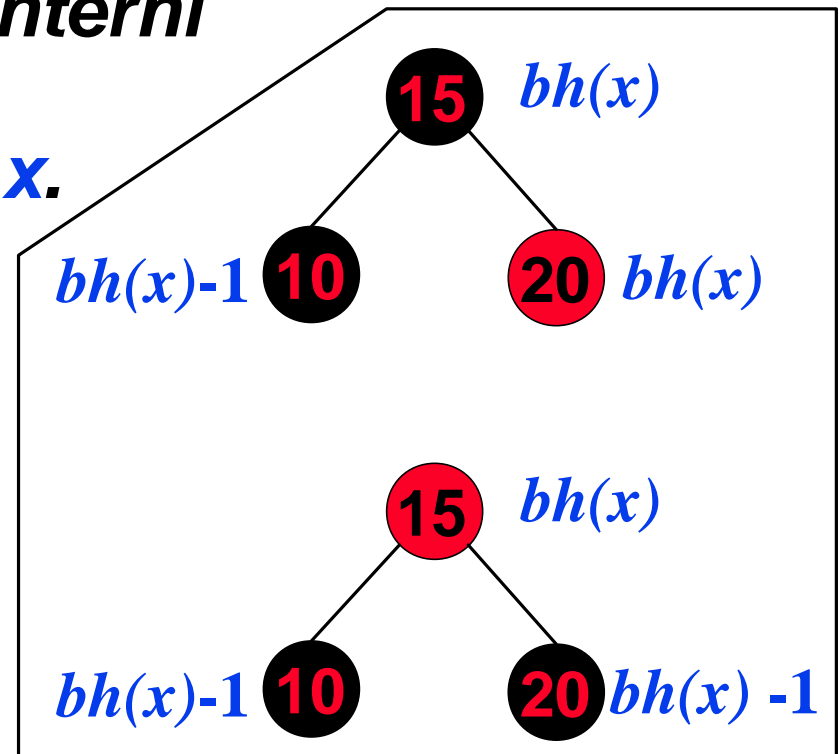 nterni
15 bh(x)
x.
bh(x)-1 10 20 bh(x)
15 bh(x)
bh(x)-1 10 20 bh(x) -1